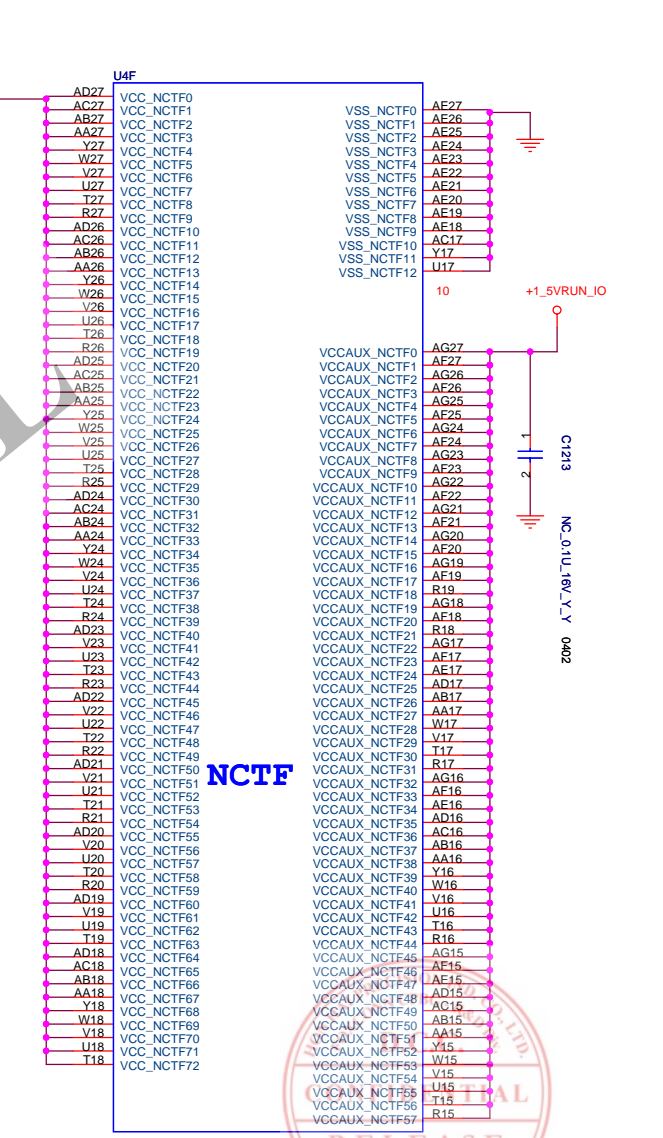 U4F
AD27 VCC_NCTF0
AC27 VCC_NCTF1
AB27 VCC_NCTF2
AA27 VCC_NCTF3
Y27 VCC_NCTF4
W27 VCC_NCTF5
V27 VCC_NCTF6
U27 VCC_NCTF7
T27 VCC_NCTF8
R27 VCC_NCTF9
AD26 VCC_NCTF10
AC26 VCC_NCTF11
AB26 VCC_NCTF12
AA26 VCC_NCTF13
Y26 VCC_NCTF14
W26 VCC_NCTF15
V26 VCC_NCTF16
U26 VCC_NCTF17
T26 VCC_NCTF18
R26 VCC_NCTF19
AD25 VCC_NCTF20
AC25 VCC_NCTF21
AB25 VCC_NCTF22
AA25 VCC_NCTF23
Y25 VCC_NCTF24
W25 VCC_NCTF25
V25 VCC_NCTF26
U25 VCC_NCTF27
T25 VCC_NCTF28
R25 VCC_NCTF29
AD24 VCC_NCTF30
AC24 VCC_NCTF31
AB24 VCC_NCTF32
AA24 VCC_NCTF33
Y24 VCC_NCTF34
W24 VCC_NCTF35
V24 VCC_NCTF36
U24 VCC_NCTF37
T24 VCC_NCTF38
R24 VCC_NCTF39
AD23 VCC_NCTF40
V23 VCC_NCTF41
U23 VCC_NCTF42
T23 VCC_NCTF43
R23 VCC_NCTF44
AD22 VCC_NCTF45
V22 VCC_NCTF46
U22 VCC_NCTF47
T22 VCC_NCTF48
R22 VCC_NCTF49
AD21 VCC_NCTF50
V21 VCC_NCTF51
U21 VCC_NCTF52
T21 VCC_NCTF53
R21 VCC_NCTF54
AD20 VCC_NCTF55
V20 VCC_NCTF56
U20 VCC_NCTF57
T20 VCC_NCTF58
R20 VCC_NCTF59
AD19 VCC_NCTF60
V19 VCC_NCTF61
U19 VCC_NCTF62
T19 VCC_NCTF63
AD18 VCC_NCTF64
AC18 VCC_NCTF65
AB18 VCC_NCTF66
AA18 VCC_NCTF67
Y18 VCC_NCTF68
W18 VCC_NCTF69
V18 VCC_NCTF70
U18 VCC_NCTF71
T18 VCC_NCTF72
NCTF
VSS_NCTF0 AE27
VSS_NCTF1 AE26
VSS_NCTF2 AE25
VSS_NCTF3 AE24
VSS_NCTF4 AE23
VSS_NCTF5 AE22
VSS_NCTF6 AE21
VSS_NCTF7 AE20
VSS_NCTF8 AE19
VSS_NCTF9 AE18
VSS_NCTF10 AC17
VSS_NCTF11 Y17
VSS_NCTF12 U17
10
+1_5VRUN_IO
VCCAUX_NCTF0 AG27
VCCAUX_NCTF1 AF27
VCCAUX_NCTF2 AG26
VCCAUX_NCTF3 AF26
VCCAUX_NCTF4 AG25
VCCAUX_NCTF5 AF25
VCCAUX_NCTF6 AG24
VCCAUX_NCTF7 AF24
VCCAUX_NCTF8 AG23
VCCAUX_NCTF9 AF23
VCCAUX_NCTF10 AG22
VCCAUX_NCTF11 AF22
VCCAUX_NCTF12 AG21
VCCAUX_NCTF13 AF21
VCCAUX_NCTF14 AG20
VCCAUX_NCTF15 AF20
VCCAUX_NCTF16 AG19
VCCAUX_NCTF17 AF19
VCCAUX_NCTF18 R19
VCCAUX_NCTF19 AG18
VCCAUX_NCTF20 AF18
VCCAUX_NCTF21 R18
VCCAUX_NCTF22 AG17
VCCAUX_NCTF23 AF17
VCCAUX_NCTF24 AE17
VCCAUX_NCTF25 AD17
VCCAUX_NCTF26 AB17
VCCAUX_NCTF27 AA17
VCCAUX_NCTF28 W17
VCCAUX_NCTF29 V17
VCCAUX_NCTF30 T17
VCCAUX_NCTF31 R17
VCCAUX_NCTF32 AG16
VCCAUX_NCTF33 AF16
VCCAUX_NCTF34 AE16
VCCAUX_NCTF35 AD16
VCCAUX_NCTF36 AC16
VCCAUX_NCTF37 AB16
VCCAUX_NCTF38 AA16
VCCAUX_NCTF39 Y16
VCCAUX_NCTF40 W16
VCCAUX_NCTF41 V16
VCCAUX_NCTF42 U16
VCCAUX_NCTF43 T16
VCCAUX_NCTF44 R16
VCCAUX_NCTF45 AG15
VCCAUX_NCTF46 AF15
VCCAUX_NCTF47 AE15
VCCAUX_NCTF48 AD15
VCCAUX_NCTF49 AC15
VCCAUX_NCTF50 AB15
VCCAUX_NCTF51 AA15
VCCAUX_NCTF52 Y15
VCCAUX_NCTF53 W15
VCCAUX_NCTF54 V15
VCCAUX_NCTF55 U15
VCCAUX_NCTF56 T15
VCCAUX_NCTF57 R15
1
2
C1213
NC_0.1U_16V_Y_Y 0402
CONFIDENTIAL
RELEASE